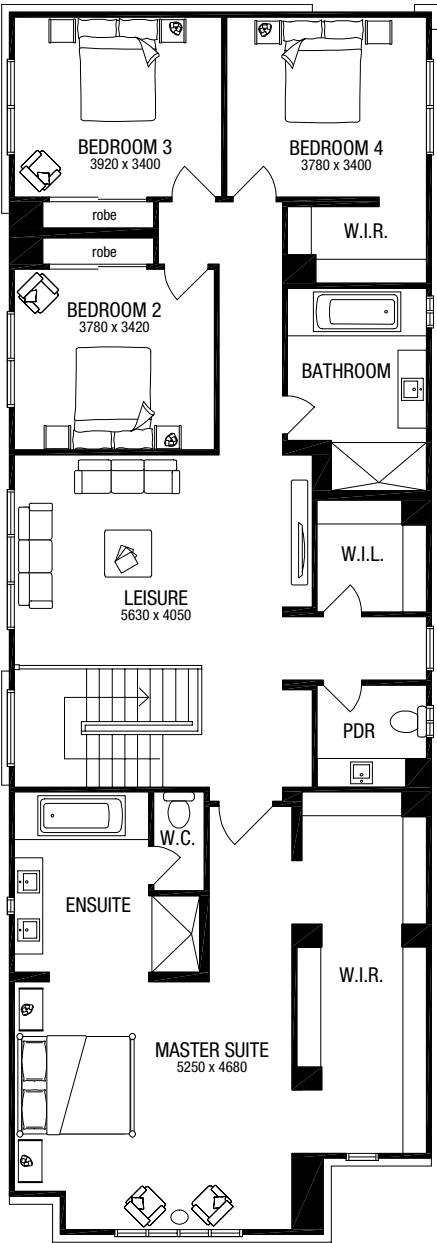 BEDROOM 3
3920 x 3400
BEDROOM 4
3780 x 3400
robe
W.I.R.
robe
BEDROOM 2
3780 x 3420
BATHROOM
W.I.L.
LEISURE
5630 x 4050
PDR
W.C.
ENSUITE
W.I.R.
MASTER SUITE
5250 x 4680